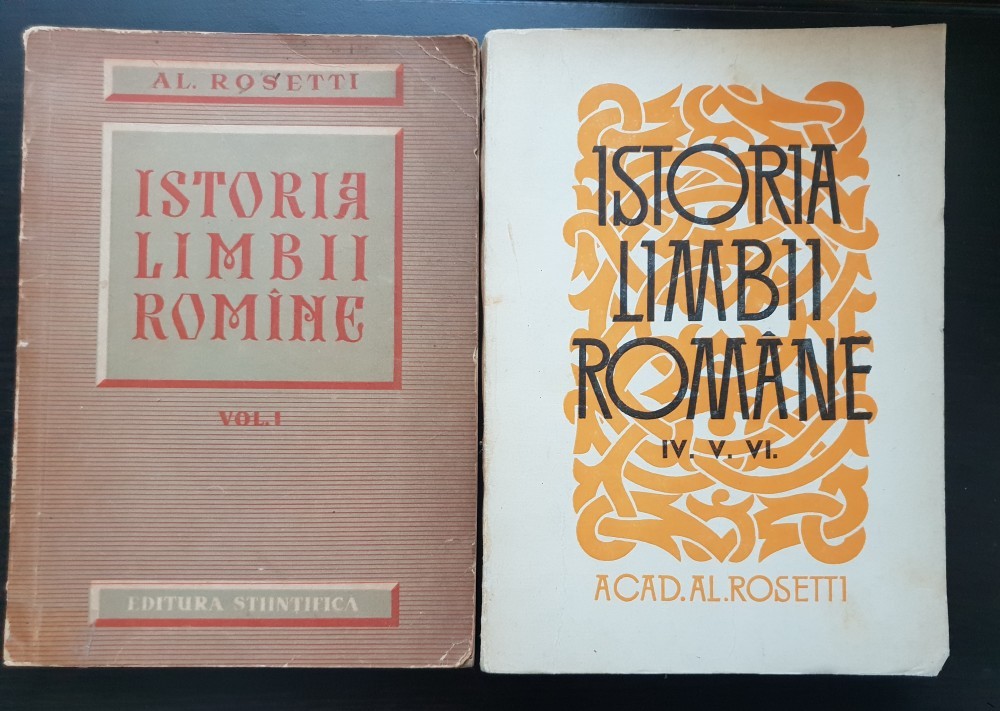 AL. ROSETTI
ISTORIA
LIMBII
ROMÎNE
VOL. I
EDITURA STIINTIFICA
ISTORIA
LIMBII
ROMÂNE
IV. V. VI.
ACAD. AL. ROSETTI